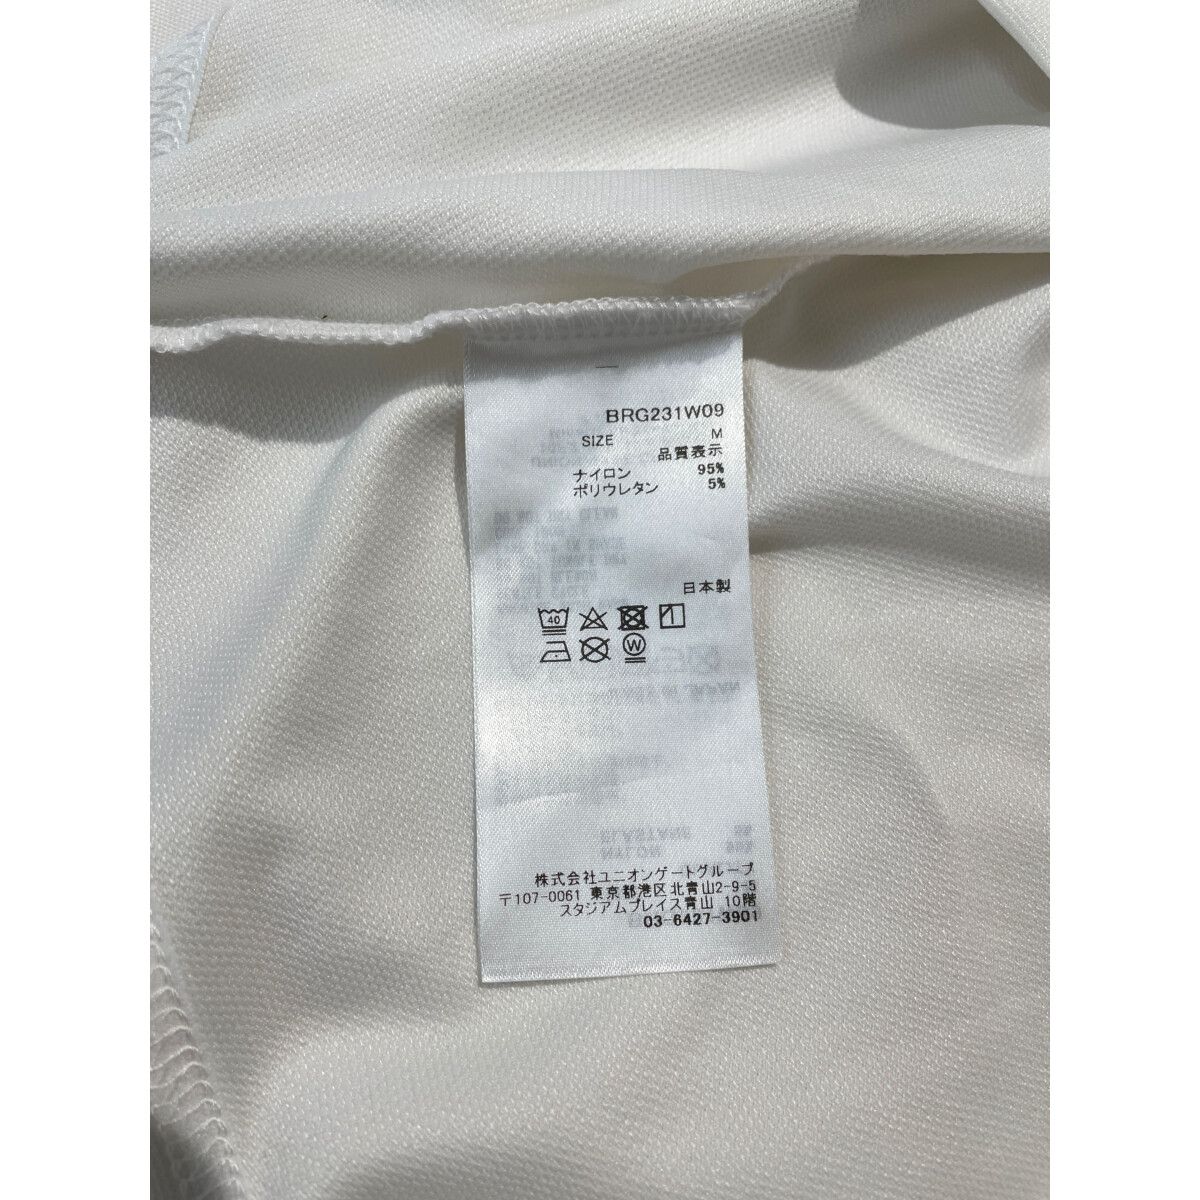 BRG231W09
SIZE M
品質表示
ナイロン 95%
ポリウレタン 5%
日本製
40
W
株式会社ユニオンゲートグループ
〒107-0061 東京都港区北青山2-9-5
スタジアムプレイス青山 10階
03-6427-3901